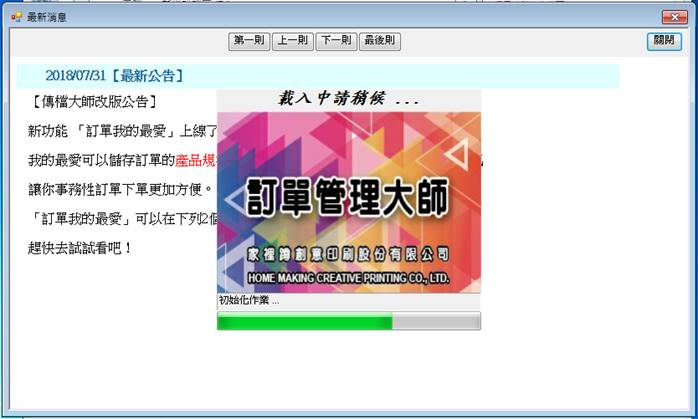 最新消息
第一則 上一則 下一則 最後則 關閉
2018/07/31【最新公告】
【傳檔大師改版公告】
新功能 「訂單我的最愛」上線了
我的最愛可以儲存訂單的產品規
讓你事務性訂單下單更加方便。
「訂單我的最愛」可以在下列2個
趕快去試試看吧！
載入中請稍候 ...
訂單管理大師
家裡蹲創意印刷股份有限公司
HOME MAKING CREATIVE PRINTING CO., LTD.
初始化作業 ...